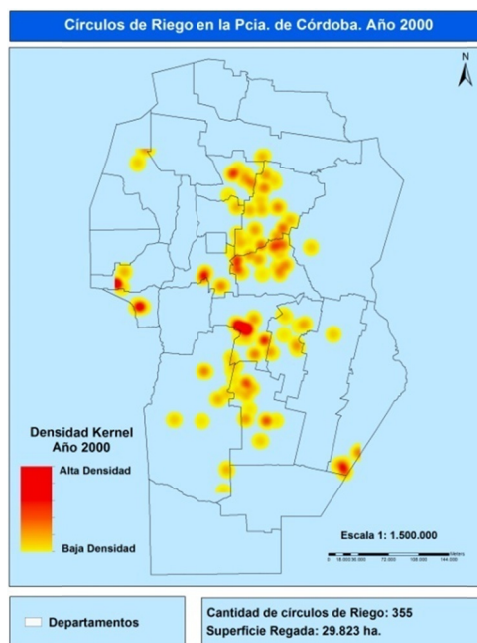 Círculos de Riego en la Pcia. de Córdoba. Año 2000
N
Densidad Kernel
Año 2000
Alta Densidad
Baja Densidad
Escala 1: 1.500.000
Departamentos
Cantidad de círculos de Riego: 355
Superficie Regada: 29.823 ha.